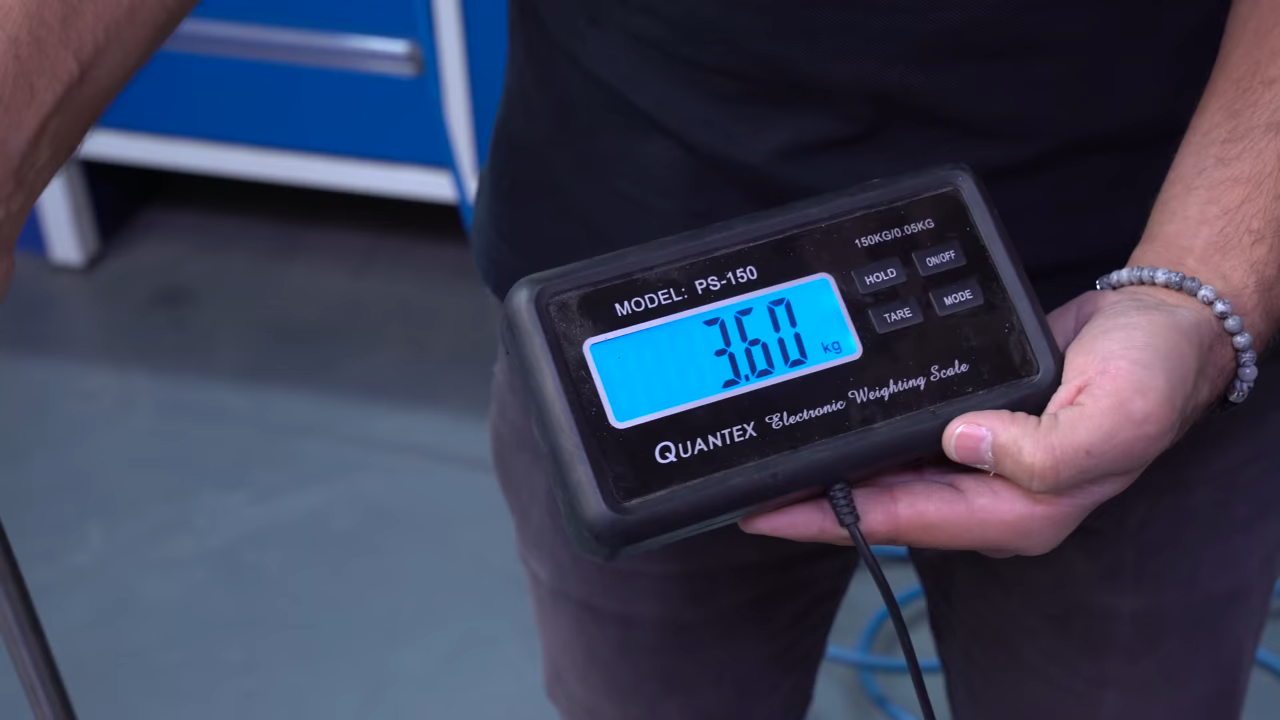 150KG/0.05KG
MODEL: PS-150
HOLD ON/OFF
TARE MODE
3.60 kg
QUANTEX Electronic Weighting Scale